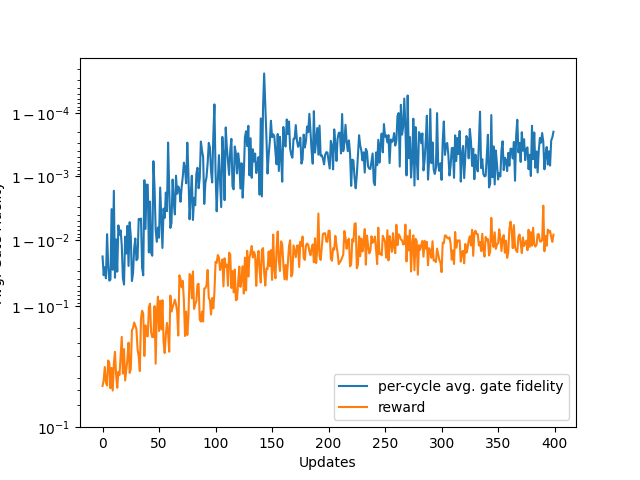 1 − 10⁻⁴
1 − 10⁻³
1 − 10⁻²
1 − 10⁻¹
10⁻¹
0
50
100
150
200
250
300
350
400
Updates
per-cycle avg. gate fidelity
reward